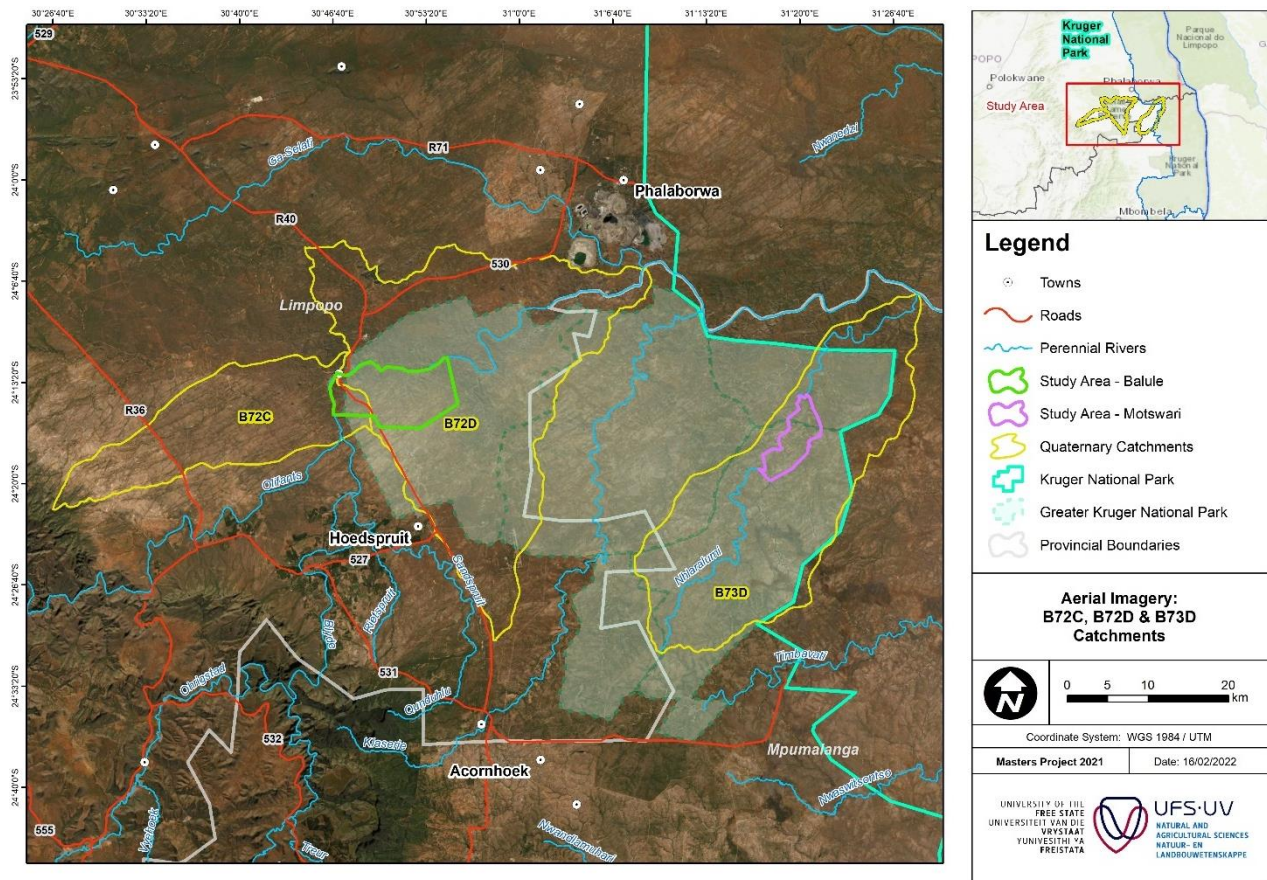 30°26'40"E
30°33'20"E
30°40'0"E
30°46'40"E
30°53'20"E
31°0'0"E
31°6'40"E
31°13'20"E
31°20'0"E
31°26'40"E
23°53'20"S
24°0'0"S
24°6'40"S
24°13'20"S
24°20'0"S
24°26'40"S
24°33'20"S
24°40'0"S
529
Nwanedzi
Ga-Selati
R71
Phalaborwa
R40
530
Limpopo
R36
B72C
B72D
Olifants
Hoedspruit
527
Sandspruit
Nhlaralumi
B73D
Rietspruit
Blyde
Timbavati
Ohrigstad
531
Qunduhlu
532
Klaserie
Mpumalanga
Acornhoek
Nwaswitsontso
555
Vyehoek
Treur
Nwandlamuhari
Kruger
National
Park
Parque
Nacional do
Limpopo
POPO
Polokwane
Phalaborwa
Study Area
Kruger
National
Park
Mbombela
Legend
Towns
Roads
Perennial Rivers
Study Area - Balule
Study Area - Motswari
Quaternary Catchments
Kruger National Park
Greater Kruger National Park
Provincial Boundaries
Aerial Imagery:
B72C, B72D & B73D
Catchments
N
0 5 10 20
km
Coordinate System: WGS 1984 / UTM
Masters Project 2021
Date: 16/02/2022
UNIVERSITY OF THE
FREE STATE
UNIVERSITEIT VAN DIE
VRYSTAAT
YUNIVESITHI YA
FREISTATA
UFS·UV
NATURAL AND
AGRICULTURAL SCIENCES
NATUUR- EN
LANDBOUWETENSKAPPE